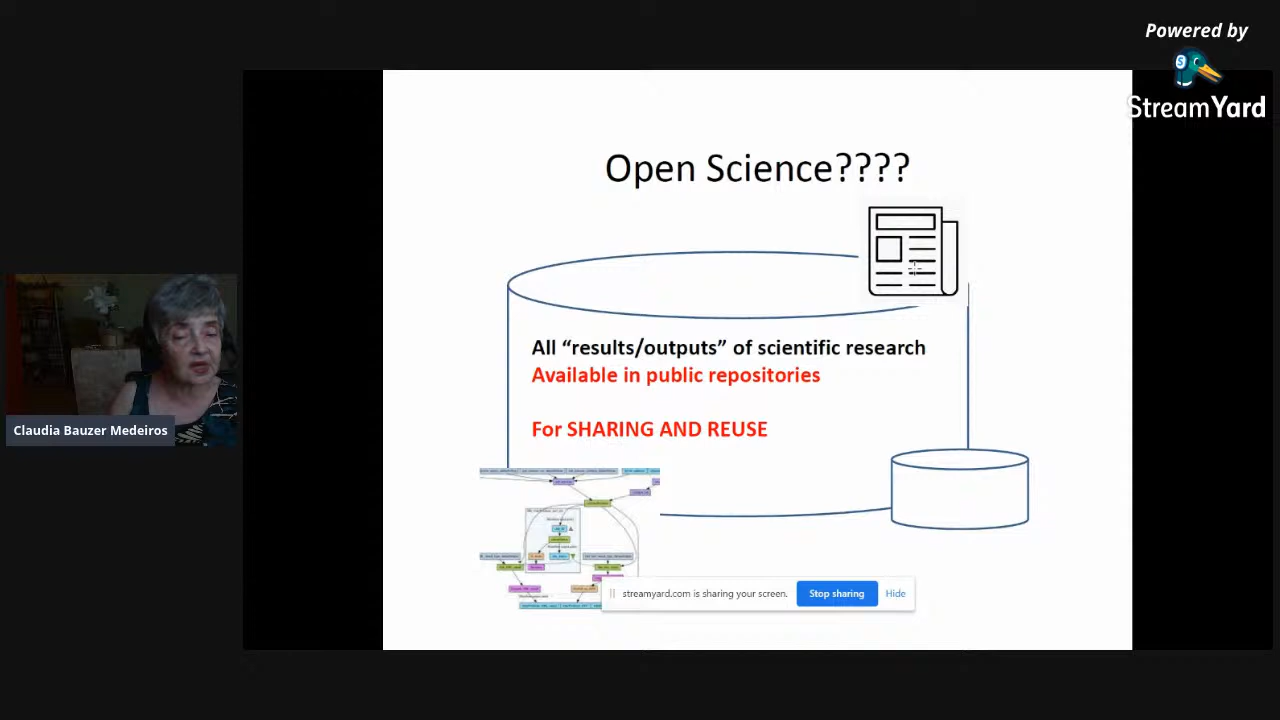 Powered by
StreamYard
Open Science????
All “results/outputs” of scientific research
Available in public repositories
For SHARING AND REUSE
Claudia Bauzer Medeiros
streamyard.com is sharing your screen.
Stop sharing
Hide